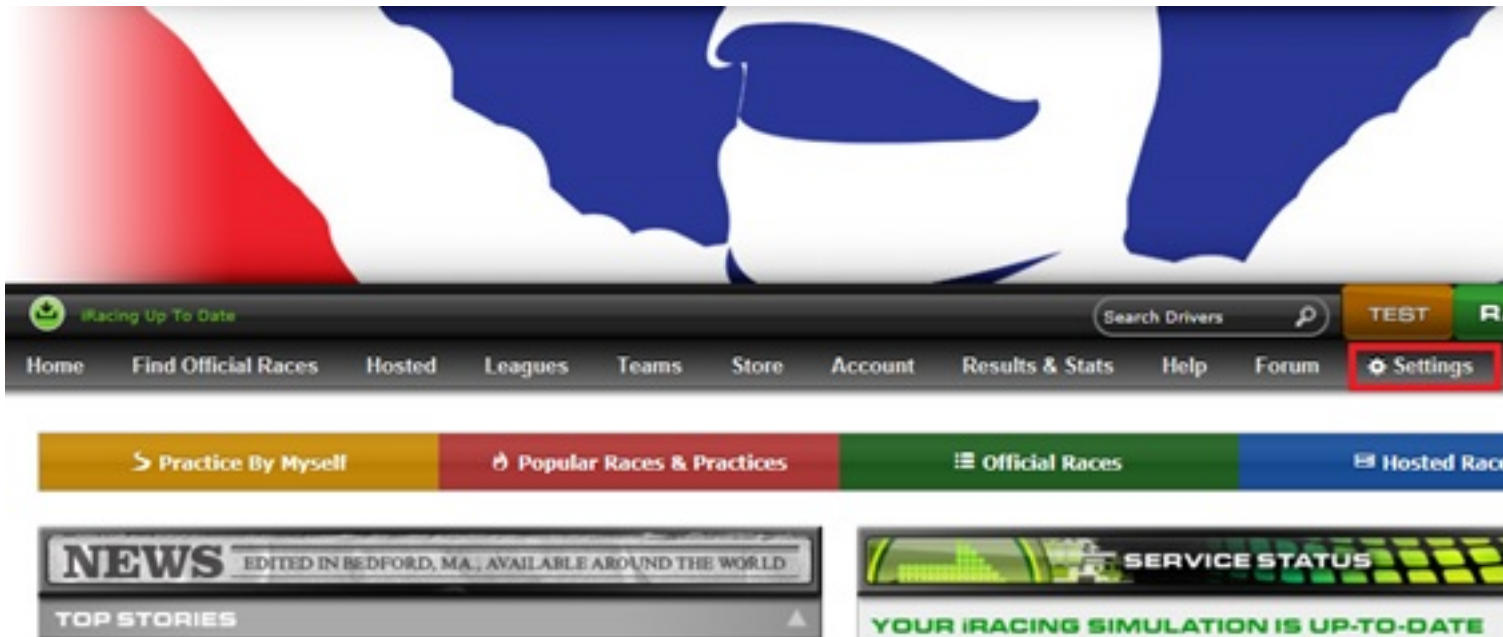 iRacing Up To Date
Search Drivers
TEST
Home Find Official Races Hosted Leagues Teams Store Account Results & Stats Help Forum Settings
Practice By Myself Popular Races & Practices Official Races Hosted Race
NEWS EDITED IN BEDFORD, MA., AVAILABLE AROUND THE WORLD
SERVICE STATUS
TOP STORIES
YOUR iRACING SIMULATION IS UP-TO-DATE